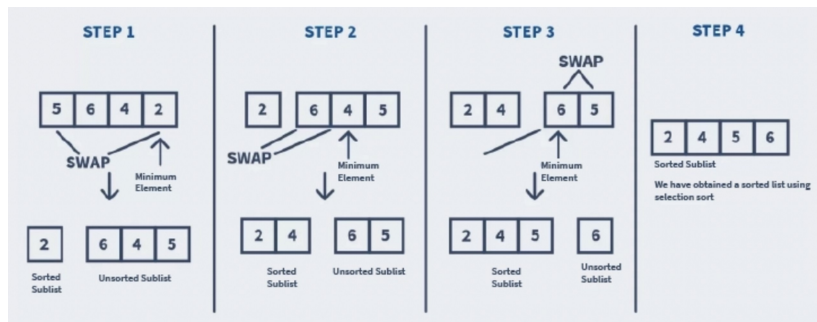 STEP 1
5 6 4 2
SWAP
Minimum
Element
2
6 4 5
Sorted
Sublist
Unsorted Sublist
STEP 2
2
6 4 5
SWAP
Minimum
Element
2 4
6 5
Sorted
Sublist
Unsorted Sublist
STEP 3
SWAP
2 4
6 5
Minimum
Element
2 4 5
6
Sorted
Sublist
Unsorted
Sublist
STEP 4
2 4 5 6
Sorted Sublist
We have obtained a sorted list using
selection sort